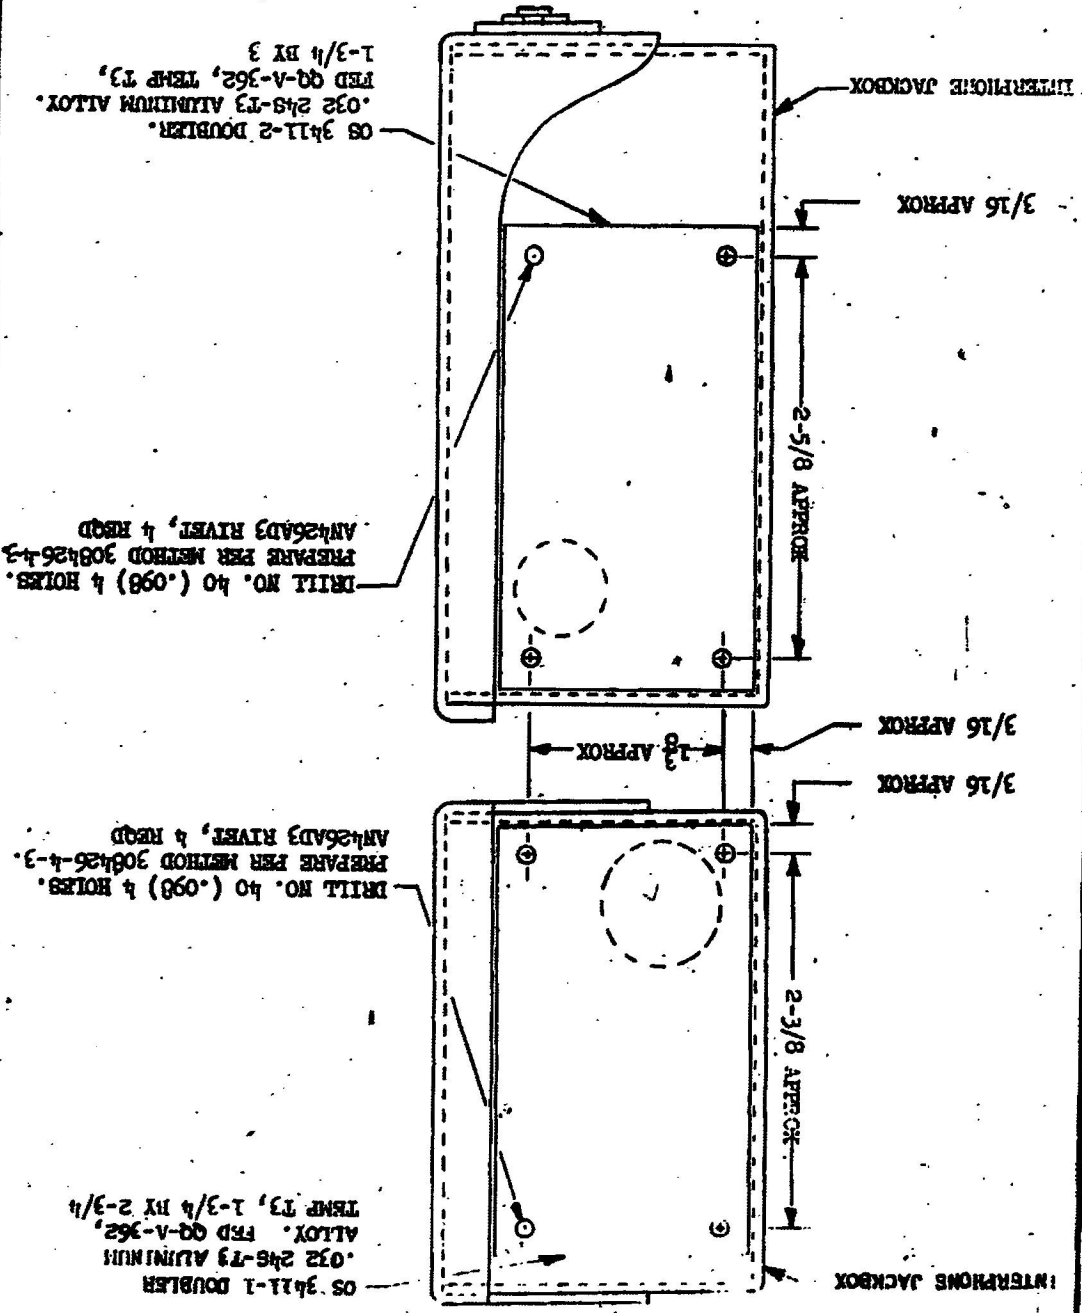 INTERPHONE JACKBOX
OS 3411-1 DOUBLER
.032 24S-T3 ALUMINUM
ALLOY. FED QQ-A-362,
TEMP T3, 1-3/4 BY 2-3/4
2-3/8 APPROX
DRILL NO. 40 (.098) 4 HOLES.
PREPARE PER METHOD 308426-4-3.
AN426AD3 RIVET, 4 REQD
3/16 APPROX
3/16 APPROX
1 3/8 APPROX
DRILL NO. 40 (.098) 4 HOLES.
PREPARE PER METHOD 308426-4-3
AN426AD3 RIVET, 4 REQD
2-5/8 APPROX
3/16 APPROX
OS 3411-2 DOUBLER.
.032 24S-T3 ALUMINUM ALLOY.
FED QQ-A-362, TEMP T3,
1-3/4 BY 3
INTERPHONE JACKBOX